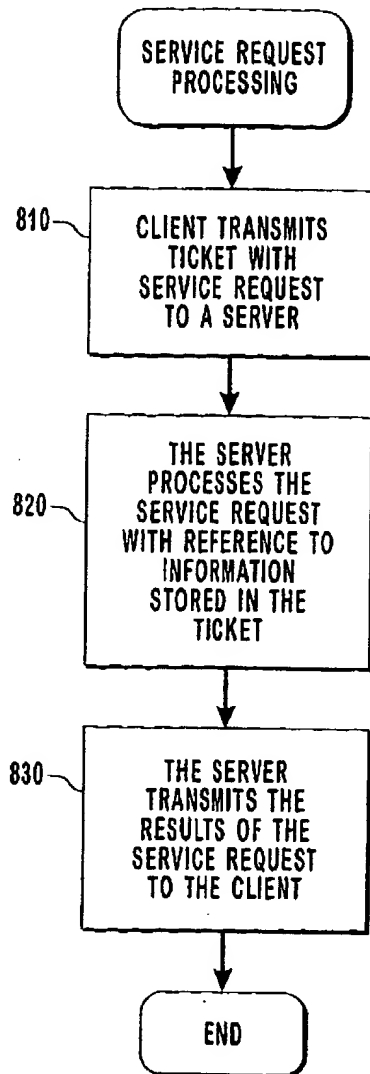 SERVICE REQUEST
PROCESSING
810
CLIENT TRANSMITS
TICKET WITH
SERVICE REQUEST
TO A SERVER
820
THE SERVER
PROCESSES THE
SERVICE REQUEST
WITH REFERENCE TO
INFORMATION
STORED IN THE
TICKET
830
THE SERVER
TRANSMITS THE
RESULTS OF THE
SERVICE REQUEST
TO THE CLIENT
END